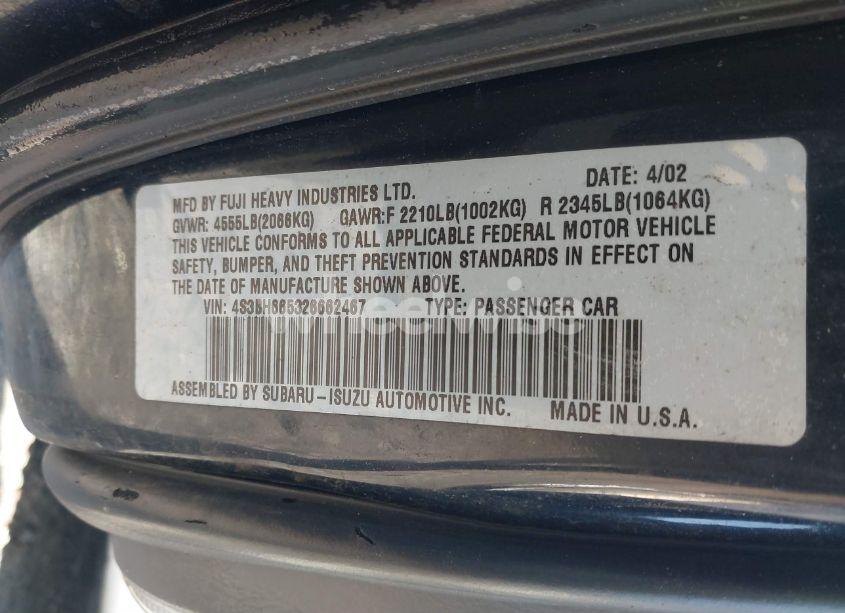 MFD BY FUJI HEAVY INDUSTRIES LTD. DATE: 4/02
GVWR: 4555LB(2066KG) GAWR:F 2210LB(1002KG) R 2345LB(1064KG)
THIS VEHICLE CONFORMS TO ALL APPLICABLE FEDERAL MOTOR VEHICLE
SAFETY, BUMPER, AND THEFT PREVENTION STANDARDS IN EFFECT ON
THE DATE OF MANUFACTURE SHOWN ABOVE.
VIN: 4S3BH665326662467 TYPE: PASSENGER CAR
ASSEMBLED BY SUBARU-ISUZU AUTOMOTIVE INC. MADE IN U.S.A.